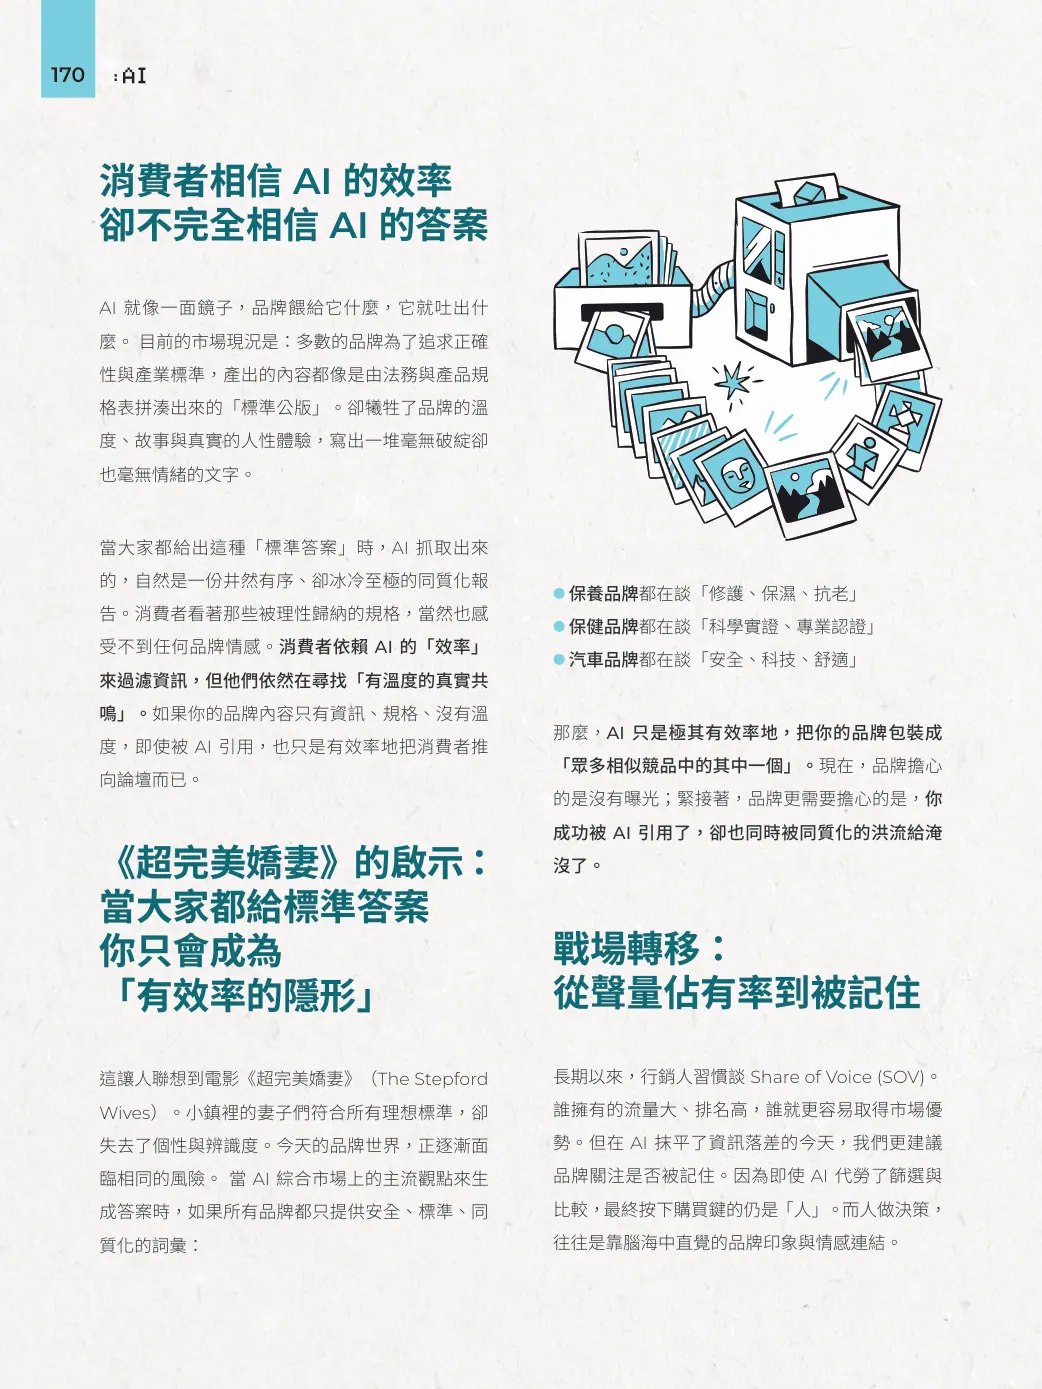 170 :AI
消費者相信 AI 的效率
卻不完全相信 AI 的答案
AI 就像一面鏡子，品牌餵給它什麼，它就吐出什
麼。 目前的市場現況是：多數的品牌為了追求正確
性與產業標準，產出的內容都像是由法務與產品規
格表拼湊出來的「標準公版」。卻犧牲了品牌的溫
度、故事與真實的人性體驗，寫出一堆毫無破綻卻
也毫無情緒的文字。
當大家都給出這種「標準答案」時，AI 抓取出來
的，自然是一份井然有序、卻冰冷至極的同質化報
告。消費者看著那些被理性歸納的規格，當然也感
受不到任何品牌情感。消費者依賴 AI 的「效率」
來過濾資訊，但他們依然在尋找「有溫度的真實共
鳴」。如果你的品牌內容只有資訊、規格、沒有溫
度，即使被 AI 引用，也只是有效率地把消費者推
向論壇而已。
《超完美嬌妻》的啟示：
當大家都給標準答案
你只會成為
「有效率的隱形」
這讓人聯想到電影《超完美嬌妻》（The Stepford
Wives）。小鎮裡的妻子們符合所有理想標準，卻
失去了個性與辨識度。今天的品牌世界，正逐漸面
臨相同的風險。 當 AI 綜合市場上的主流觀點來生
成答案時，如果所有品牌都只提供安全、標準、同
質化的詞彙：
保養品牌都在談「修護、保濕、抗老」
保健品牌都在談「科學實證、專業認證」
汽車品牌都在談「安全、科技、舒適」
那麼，AI 只是極其有效率地，把你的品牌包裝成
「眾多相似競品中的其中一個」。現在，品牌擔心
的是沒有曝光；緊接著，品牌更需要擔心的是，你
成功被 AI 引用了，卻也同時被同質化的洪流給淹
沒了。
戰場轉移：
從聲量佔有率到被記住
長期以來，行銷人習慣談 Share of Voice (SOV)。
誰擁有的流量大、排名高，誰就更容易取得市場優
勢。但在 AI 抹平了資訊落差的今天，我們更建議
品牌關注是否被記住。因為即使 AI 代勞了篩選與
比較，最終按下購買鍵的仍是「人」。而人做決策，
往往是靠腦海中直覺的品牌印象與情感連結。